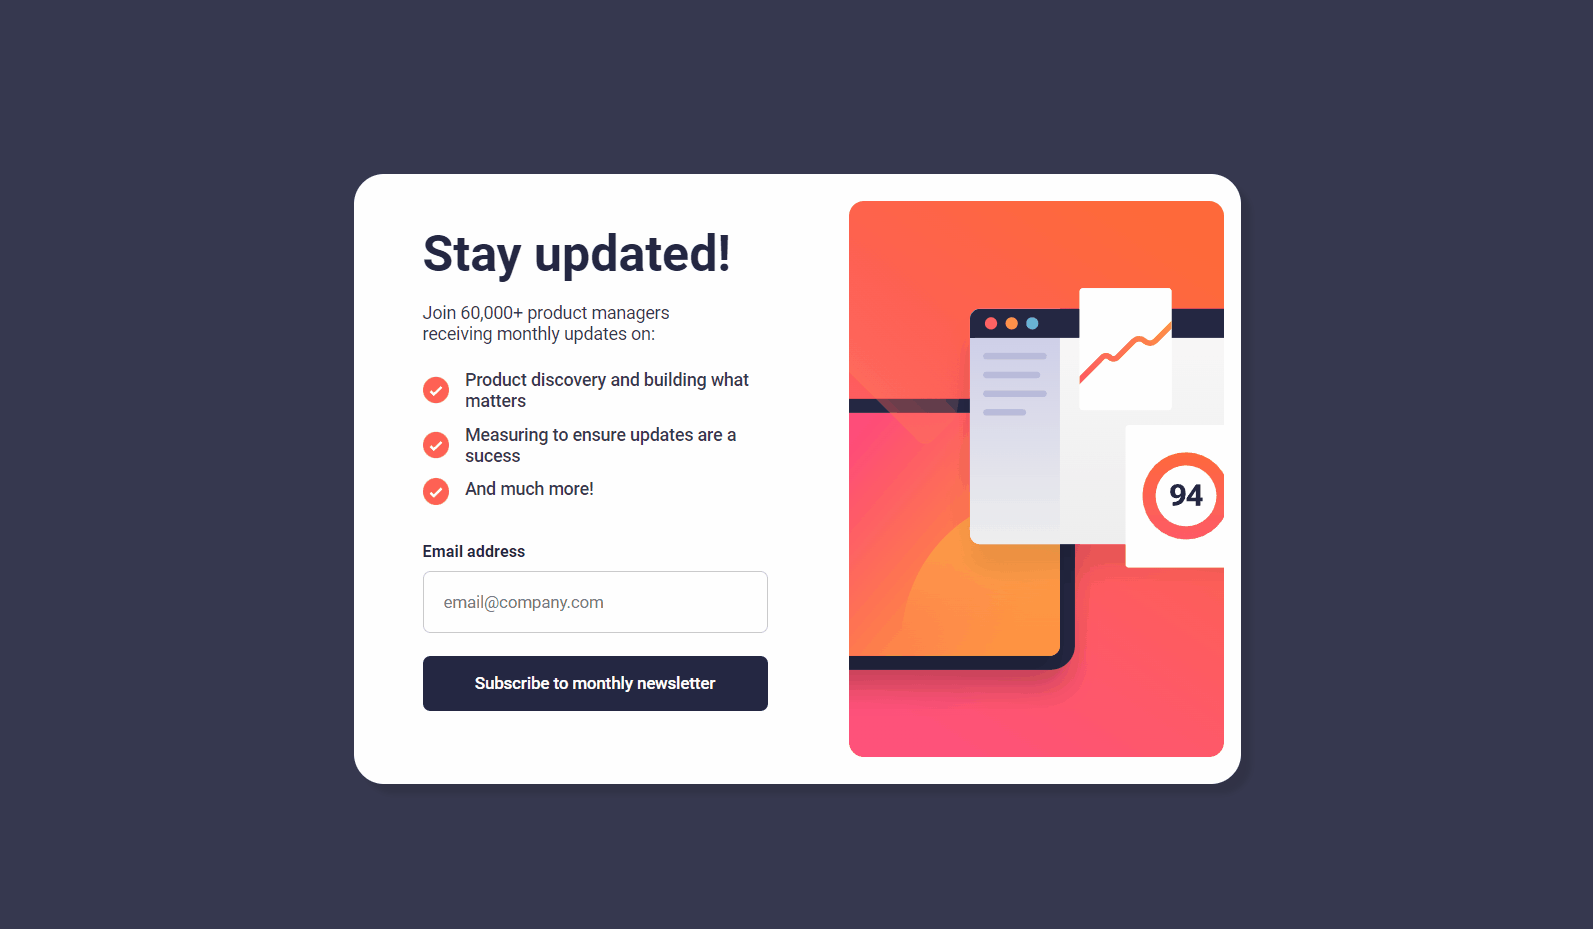 Stay updated!
Join 60,000+ product managers
receiving monthly updates on:
Product discovery and building what
matters
Measuring to ensure updates are a
sucess
And much more!
Email address
email@company.com
Subscribe to monthly newsletter
94